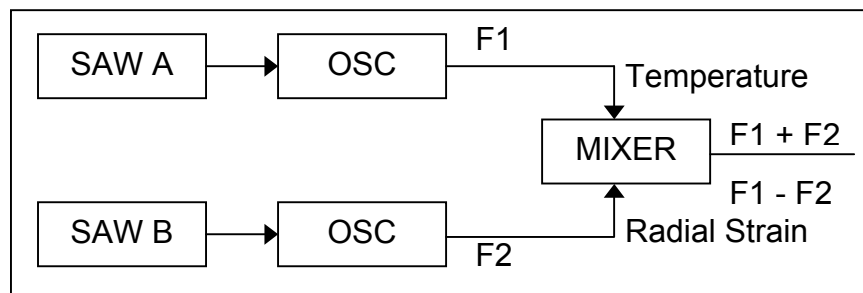 F1
SAW A
OSC
Temperature
MIXER
F1 + F2
F1 - F2
SAW B
OSC
Radial Strain
F2